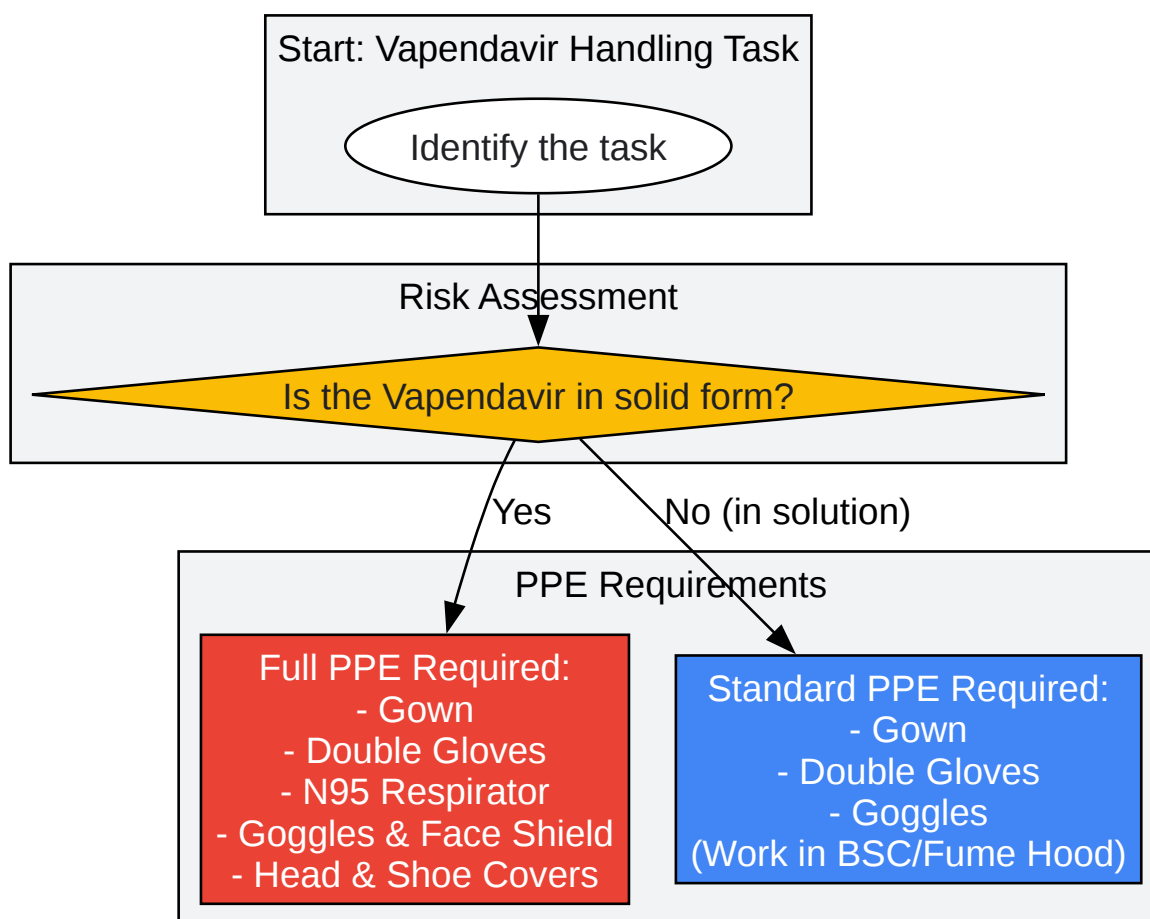 Start: Vapendavir Handling Task
Identify the task
Risk Assessment
Is the Vapendavir in solid form?
Yes
No (in solution)
PPE Requirements
Full PPE Required:
- Gown
- Double Gloves
- N95 Respirator
- Goggles & Face Shield
- Head & Shoe Covers
Standard PPE Required:
- Gown
- Double Gloves
- Goggles
(Work in BSC/Fume Hood)